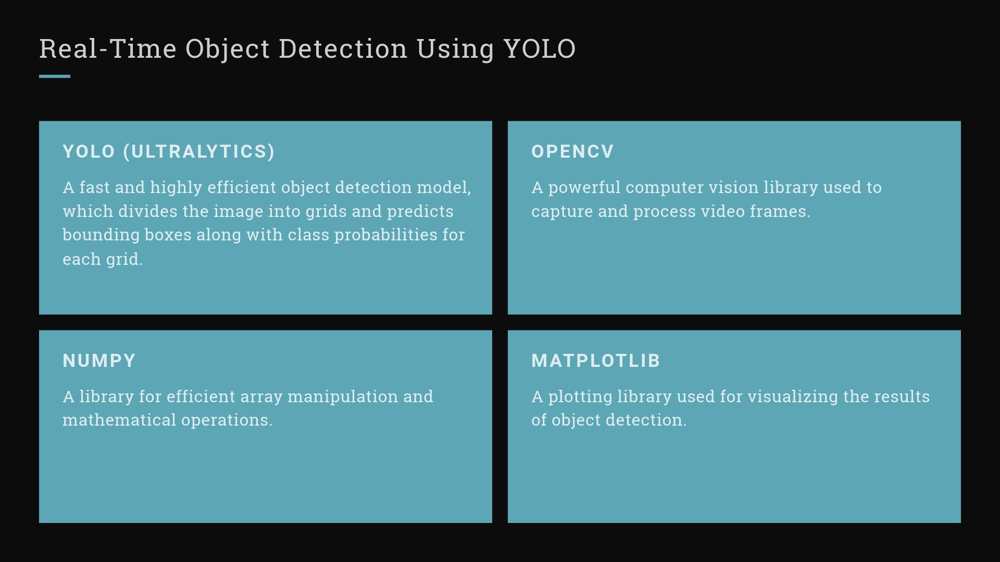 Real-Time Object Detection Using YOLO
YOLO (ULTRALYTICS)
A fast and highly efficient object detection model,
which divides the image into grids and predicts
bounding boxes along with class probabilities for
each grid.
OPENCV
A powerful computer vision library used to
capture and process video frames.
NUMPY
A library for efficient array manipulation and
mathematical operations.
MATPLOTLIB
A plotting library used for visualizing the results
of object detection.